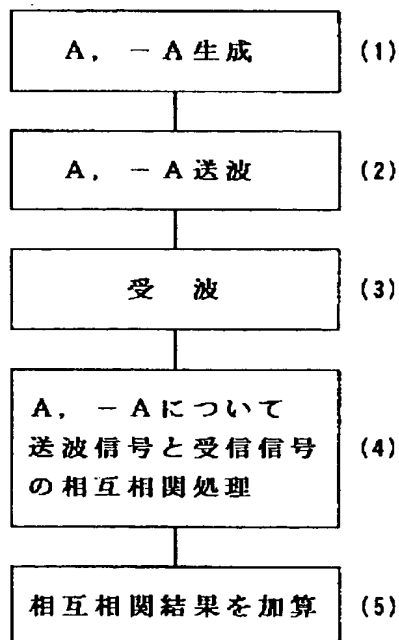 A, -A生成 (1)
A, -A送波 (2)
受 波 (3)
A, -Aについて
送波信号と受信信号 (4)
の相互相関処理
相互相関結果を加算 (5)